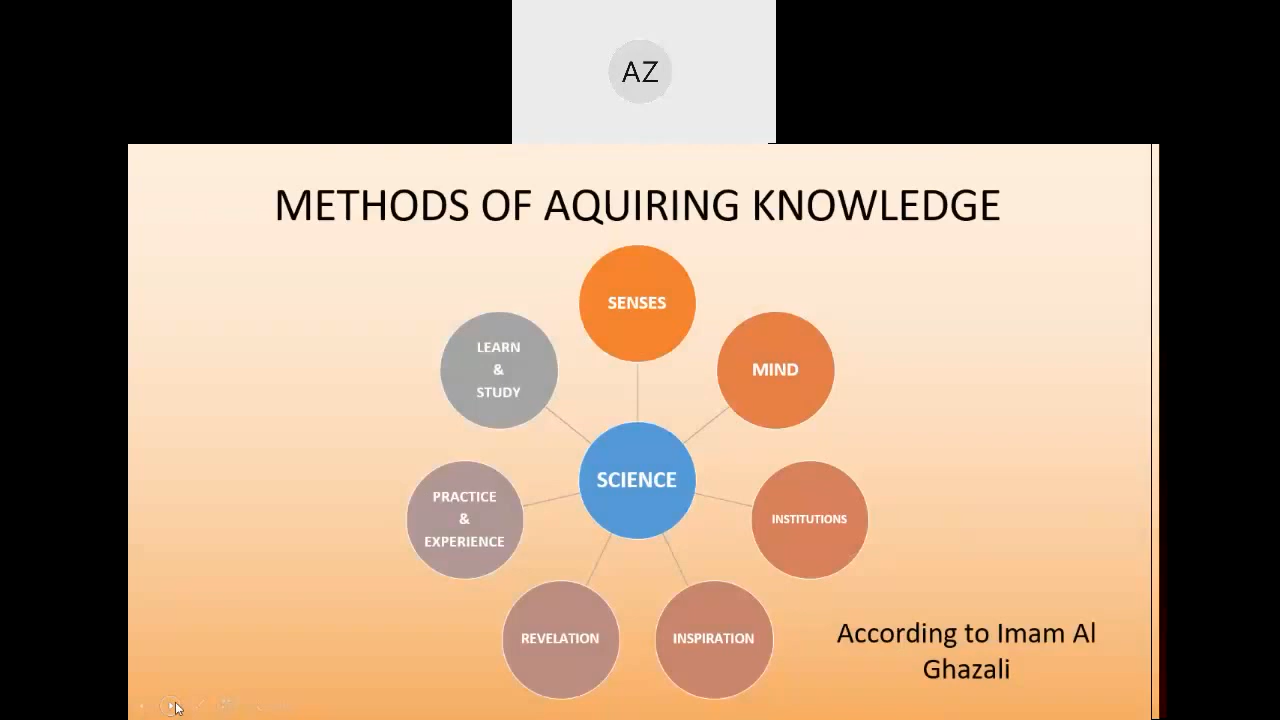 AZ
METHODS OF AQUIRING KNOWLEDGE
SENSES
MIND
INSTITUTIONS
INSPIRATION
REVELATION
PRACTICE
&
EXPERIENCE
LEARN
&
STUDY
SCIENCE
According to Imam Al
Ghazali